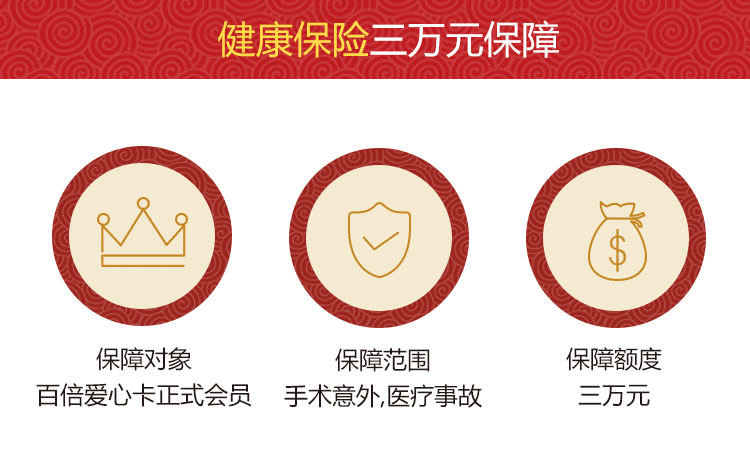 健康保险三万元保障
保障对象
百倍爱心卡正式会员
保障范围
手术意外,医疗事故
保障额度
三万元